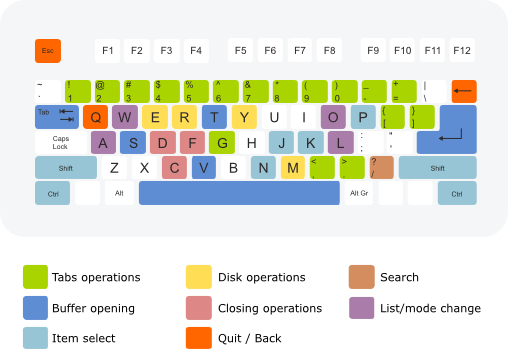 Esc F1 F2 F3 F4 F5 F6 F7 F8 F9 F10 F11 F12
~ ! @ # $ % ^ & * ( ) _ + |
` 1 2 3 4 5 6 7 8 9 0 - = \
Tab Q W E R T Y U I O P { }
[ ]
Caps Lock A S D F G H J K L : "
; '
Shift Z X C V B N M < > ? Shift
, . /
Ctrl Alt Alt Gr Ctrl
Tabs operations Disk operations Search
Buffer opening Closing operations List/mode change
Item select Quit / Back